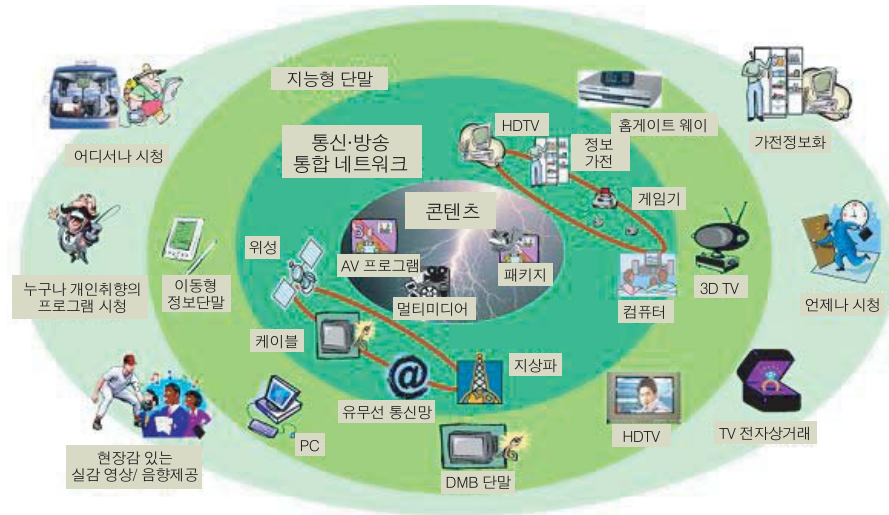 지능형 단말
통신·방송
통합 네트워크
HDTV
정보
가전
홈게이트 웨이
가전정보화
어디서나 시청
콘텐츠
게임기
위성
AV 프로그램
패키지
누구나 개인취향의
프로그램 시청
이동형
정보단말
멀티미디어
컴퓨터
3D TV
언제나 시청
케이블
지상파
@
유무선 통신망
PC
HDTV
TV 전자상거래
현장감 있는
실감 영상/ 음향제공
DMB 단말